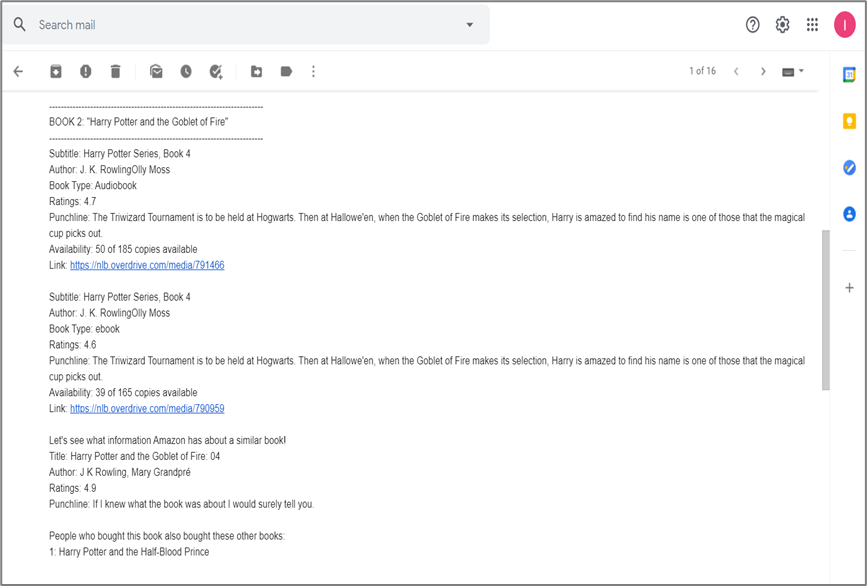 Search mail
I
1 of 16
31
------------------------------------------------------------------------
BOOK 2: "Harry Potter and the Goblet of Fire"
------------------------------------------------------------------------
Subtitle: Harry Potter Series, Book 4
Author: J. K. RowlingOlly Moss
Book Type: Audiobook
Ratings: 4.7
Punchline: The Triwizard Tournament is to be held at Hogwarts. Then at Hallowe'en, when the Goblet of Fire makes its selection, Harry is amazed to find his name is one of those that the magical
cup picks out.
Availability: 50 of 185 copies available
Link: https://nlb.overdrive.com/media/791466
Subtitle: Harry Potter Series, Book 4
Author: J. K. RowlingOlly Moss
Book Type: ebook
Ratings: 4.6
Punchline: The Triwizard Tournament is to be held at Hogwarts. Then at Hallowe'en, when the Goblet of Fire makes its selection, Harry is amazed to find his name is one of those that the magical
cup picks out.
Availability: 39 of 165 copies available
Link: https://nlb.overdrive.com/media/790959
Let's see what information Amazon has about a similar book!
Title: Harry Potter and the Goblet of Fire: 04
Author: J K Rowling, Mary Grandpré
Ratings: 4.9
Punchline: If I knew what the book was about I would surely tell you.
People who bought this book also bought these other books:
1: Harry Potter and the Half-Blood Prince